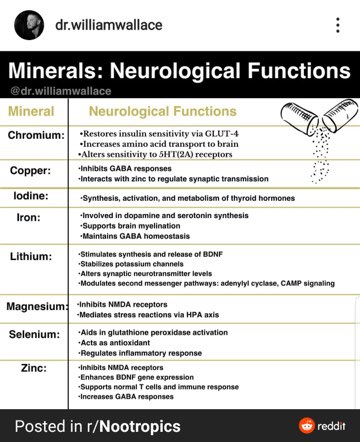 dr.williamwallace
Minerals: Neurological Functions
@dr.williamwallace
Mineral Neurological Functions
Chromium: •Restores insulin sensitivity via GLUT-4
•Increases amino acid transport to brain
•Alters sensitivity to 5HT(2A) receptors
Copper: •Inhibits GABA responses
•Interacts with zinc to regulate synaptic transmission
Iodine: •Synthesis, activation, and metabolism of thyroid hormones
Iron: •Involved in dopamine and serotonin synthesis
•Supports brain myelination
•Maintains GABA homeostasis
Lithium: •Stimulates synthesis and release of BDNF
•Stabilizes potassium channels
•Alters synaptic neurotransmitter levels
•Modulates second messenger pathways: adenylyl cyclase, CAMP signaling
Magnesium: •Inhibits NMDA receptors
•Mediates stress reactions via HPA axis
Selenium: •Aids in glutathione peroxidase activation
•Acts as antioxidant
•Regulates inflammatory response
Zinc: •Inhibits NMDA receptors
•Enhances BDNF gene expression
•Supports normal T cells and immune response
•Increases GABA responses
Posted in r/Nootropics reddit